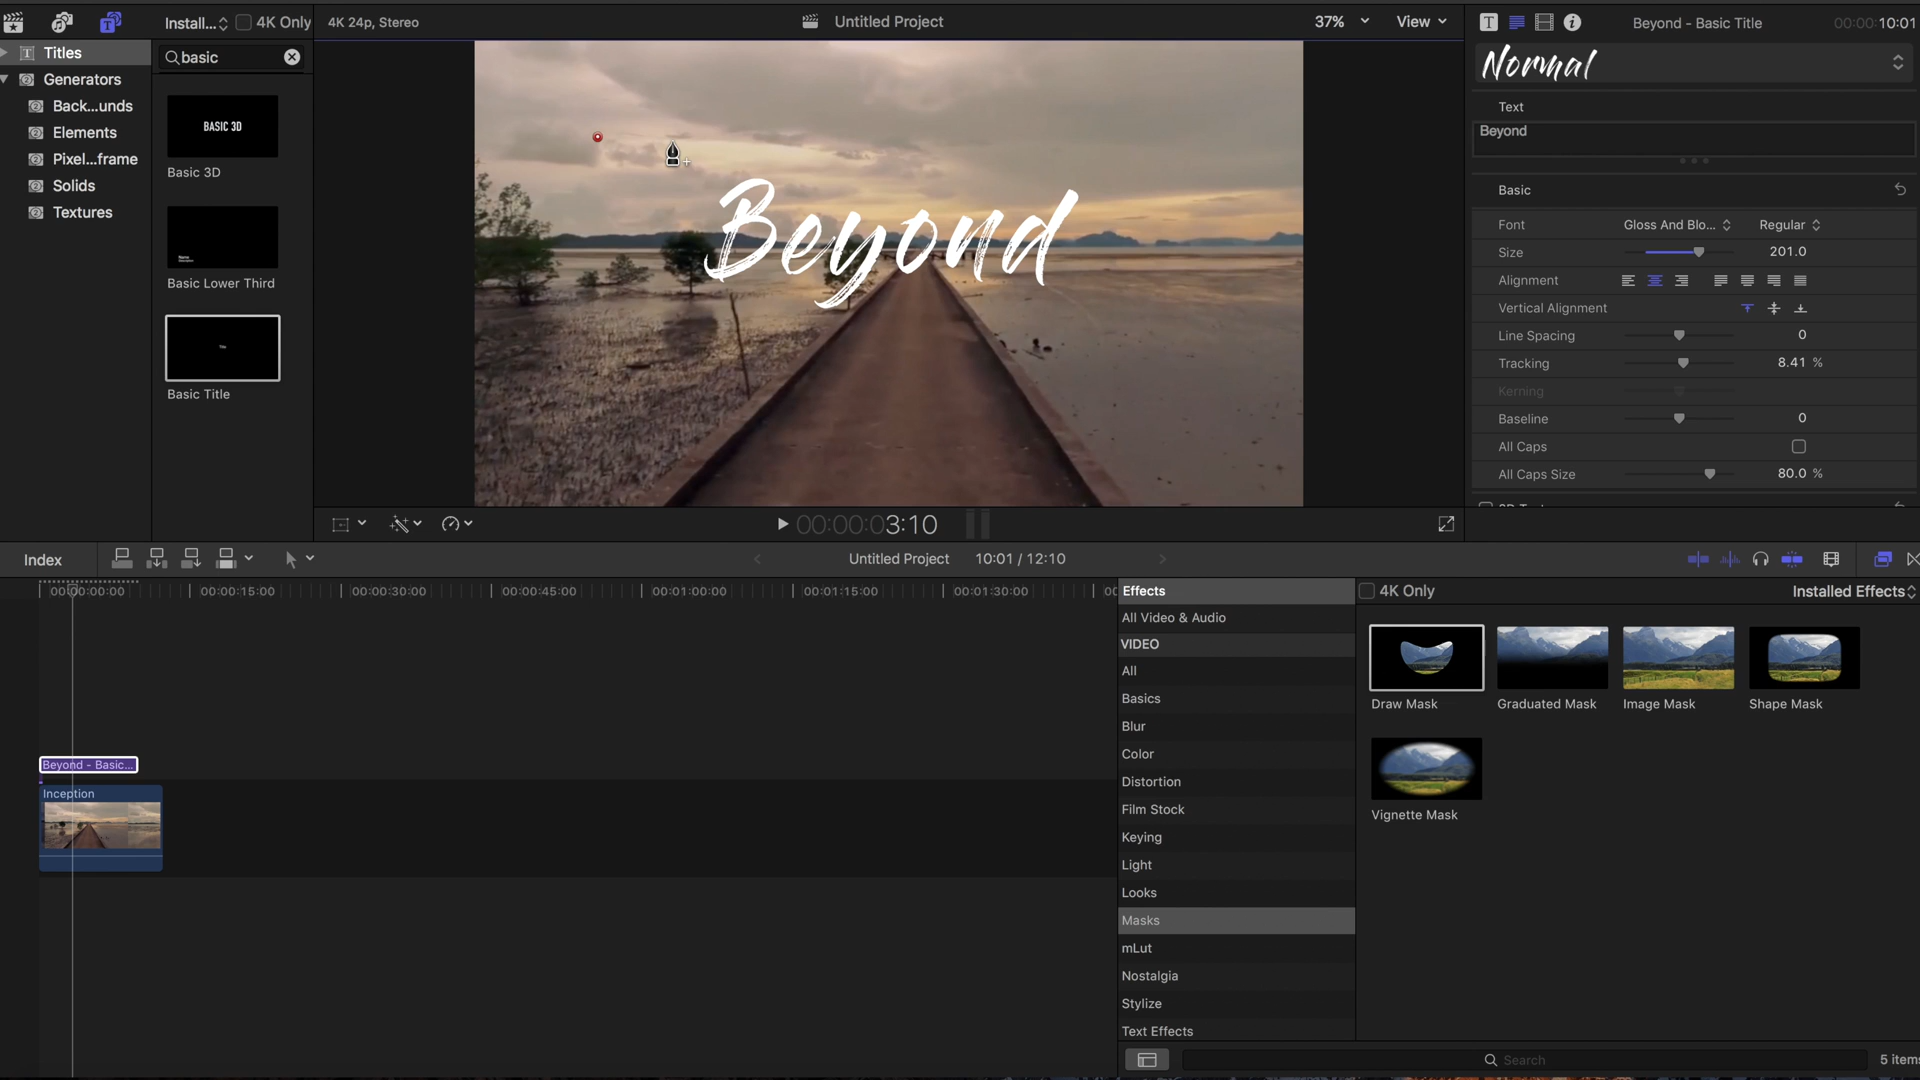 Install...
4K Only
4K 24p, Stereo
Untitled Project
37%
View
Beyond - Basic Title
00:00:10:01
Titles
basic
Normal
Generators
Back...unds
Elements
Pixel...frame
Solids
Textures
BASIC 3D
Basic 3D
Basic Lower Third
Title
Basic Title
Beyond
Text
Beyond
Basic
Font
Gloss And Blo...
Regular
Size
201.0
Alignment
Vertical Alignment
Line Spacing
0
Tracking
8.41 %
Kerning
Baseline
0
All Caps
All Caps Size
80.0 %
00:00:03:10
Index
Untitled Project
10:01 / 12:10
00:00:00:00
00:00:15:00
00:00:30:00
00:00:45:00
00:01:00:00
00:01:15:00
00:01:30:00
Beyond - Basic...
Inception
Effects
All Video & Audio
VIDEO
All
Basics
Blur
Color
Distortion
Film Stock
Keying
Light
Looks
Masks
mLut
Nostalgia
Stylize
Text Effects
4K Only
Installed Effects
Draw Mask
Graduated Mask
Image Mask
Shape Mask
Vignette Mask
Search
5 items